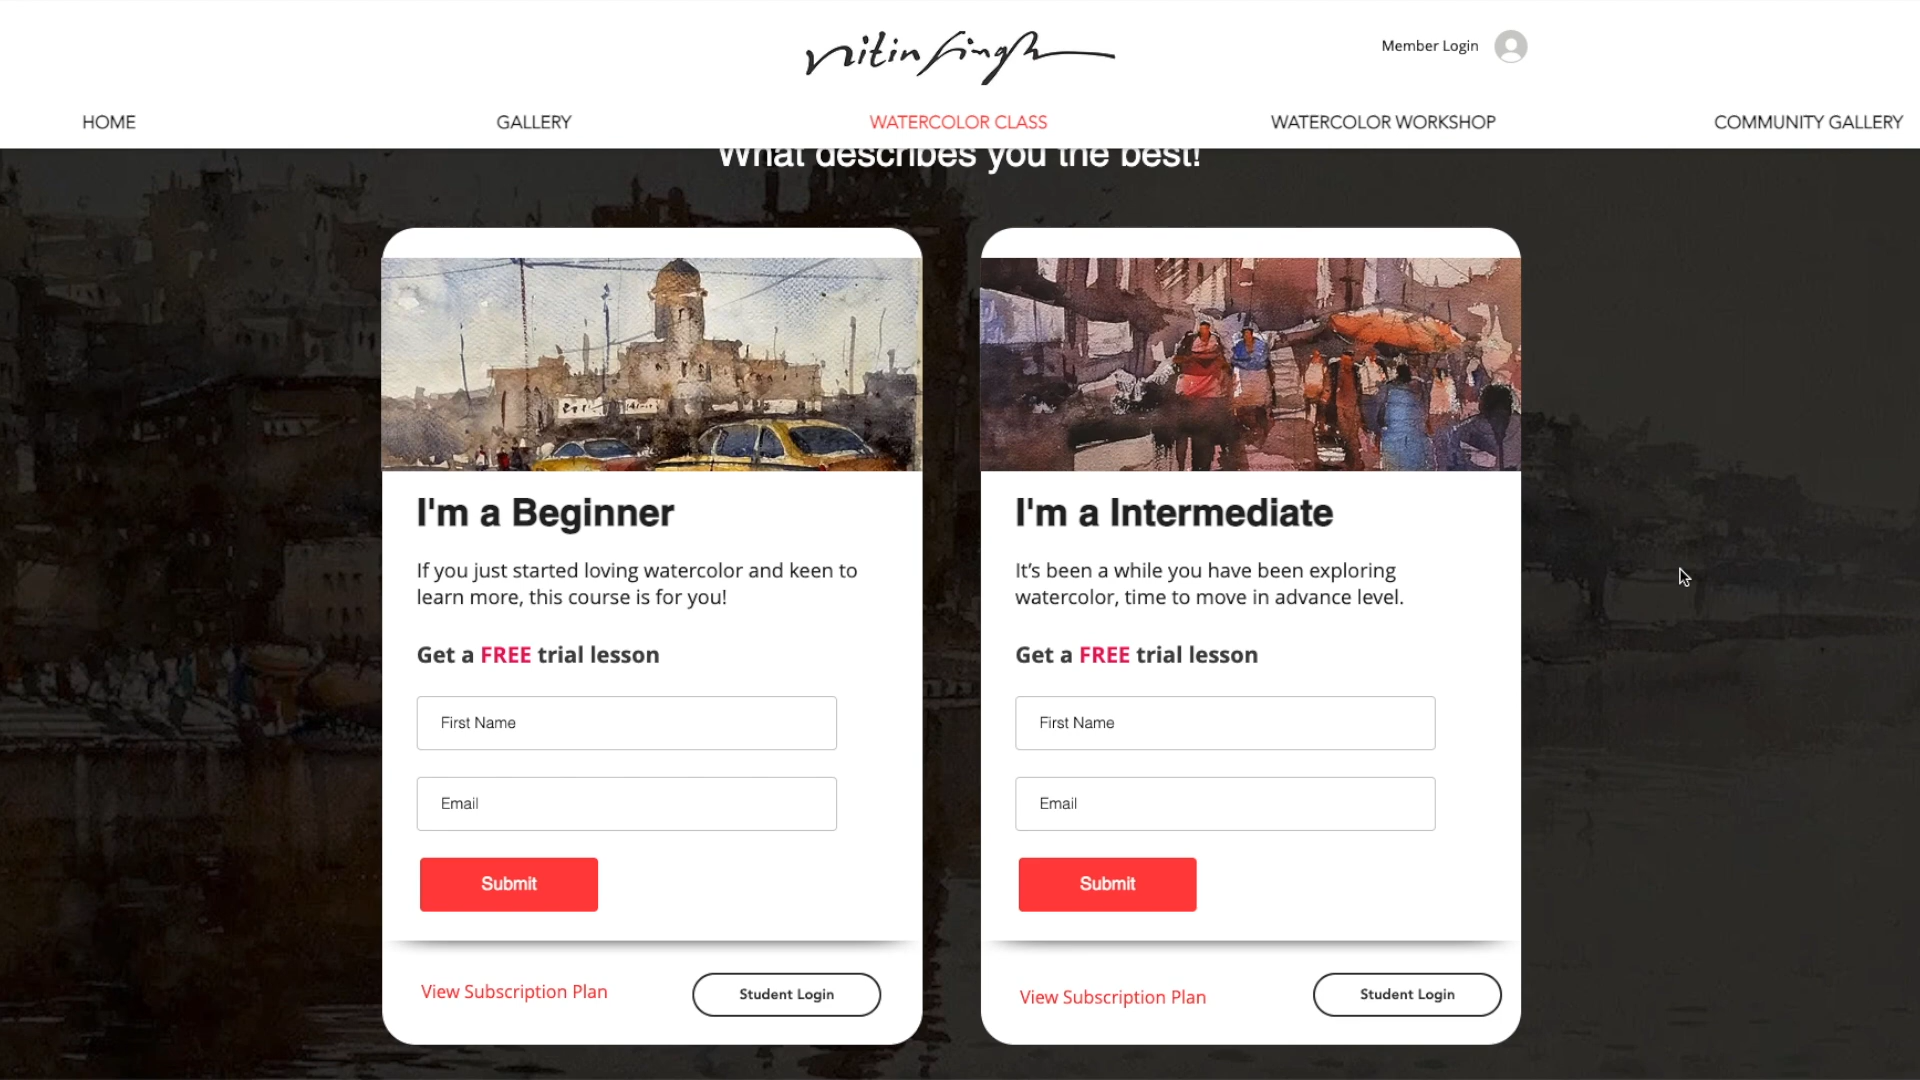 nitin singh
Member Login
HOME
GALLERY
WATERCOLOR CLASS
WATERCOLOR WORKSHOP
COMMUNITY GALLERY
What describes you the best!
I'm a Beginner
If you just started loving watercolor and keen to
learn more, this course is for you!
Get a FREE trial lesson
First Name
Email
Submit
View Subscription Plan
Student Login
I'm a Intermediate
It's been a while you have been exploring
watercolor, time to move in advance level.
Get a FREE trial lesson
First Name
Email
Submit
View Subscription Plan
Student Login